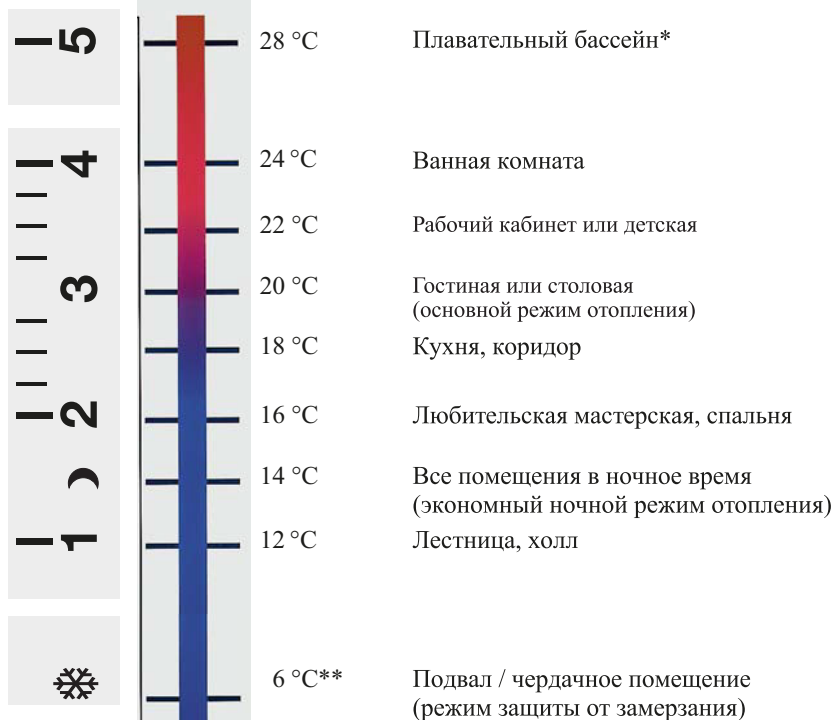 5 28 °C Плавательный бассейн*
4 24 °C Ванная комната
22 °C Рабочий кабинет или детская
3 20 °C Гостиная или столовая
(основной режим отопления)
18 °C Кухня, коридор
2 16 °C Любительская мастерская, спальня
14 °C Все помещения в ночное время
(экономный ночной режим отопления)
1 12 °C Лестница, холл
6 °C** Подвал / чердачное помещение
(режим защиты от замерзания)